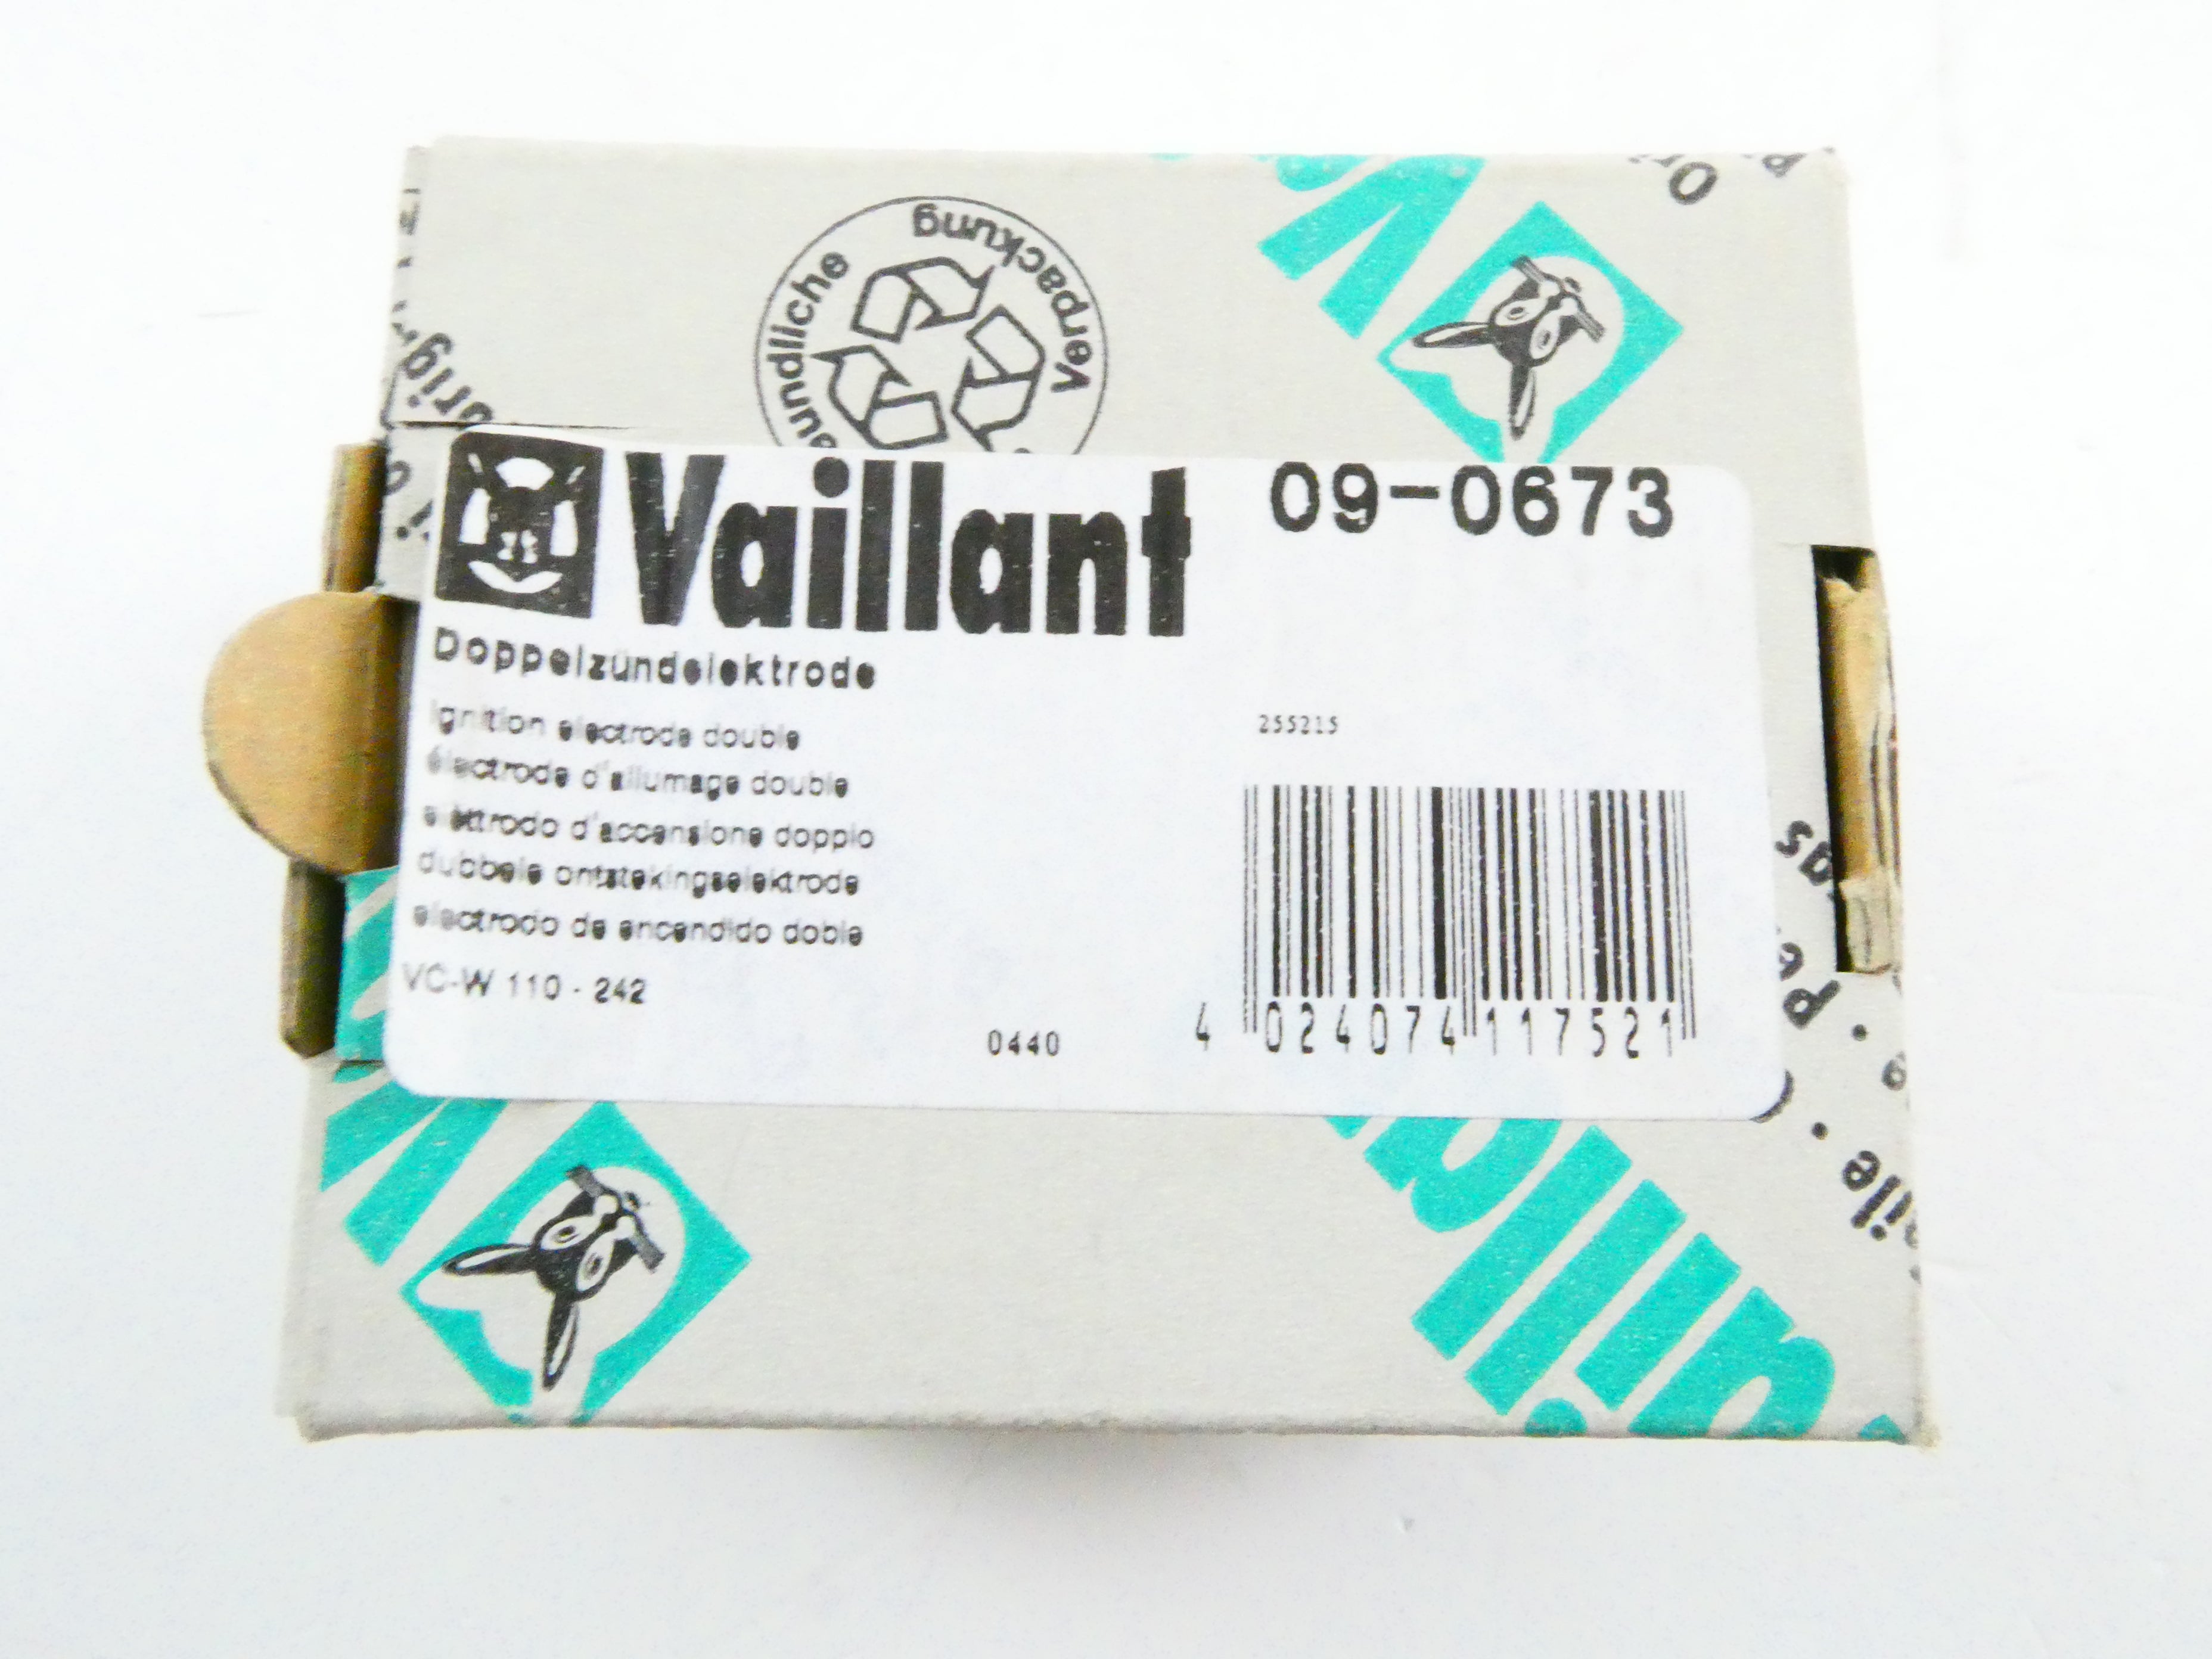 Verpackung
Vaillant 09-0673
Doppelzündelektrode
ignition electrode double
255215
électrode d'allumage double
elettrodo d'accensione doppio
dubbele ontstekingselektrode
electrodo de encendido doble
VC-W 110 - 242
0440
4 024074 117521